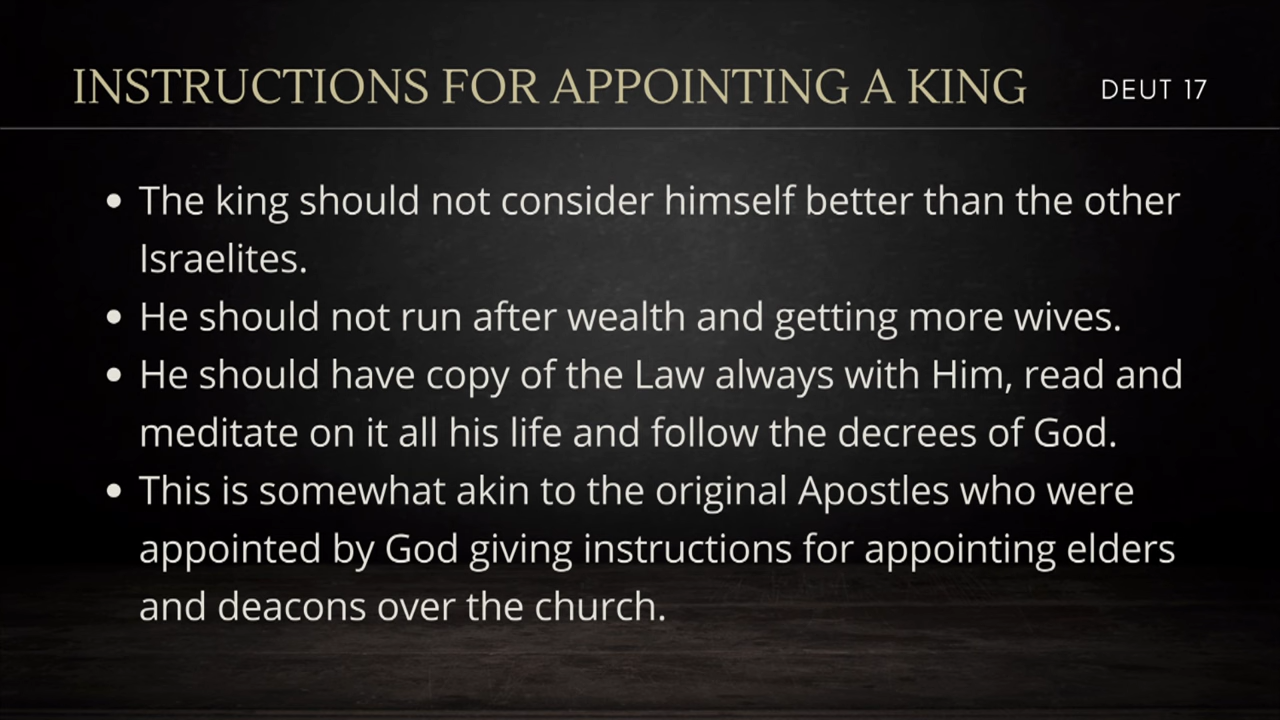 INSTRUCTIONS FOR APPOINTING A KING
DEUT 17
• The king should not consider himself better than the other
Israelites.
• He should not run after wealth and getting more wives.
• He should have copy of the Law always with Him, read and
meditate on it all his life and follow the decrees of God.
• This is somewhat akin to the original Apostles who were
appointed by God giving instructions for appointing elders
and deacons over the church.